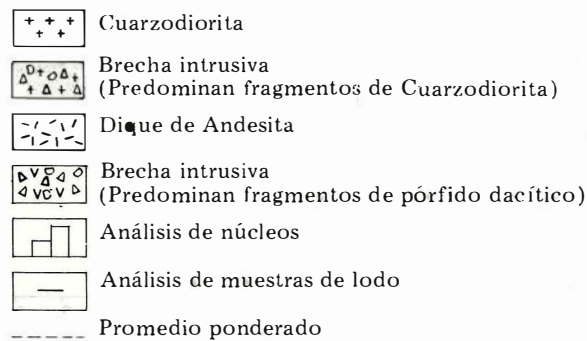 Cuarzodiorita
Brecha intrusiva
(Predominan fragmentos de Cuarzodiorita)
Dique de Andesita
Brecha intrusiva
(Predominan fragmentos de pórfido dacítico)
Análisis de núcleos
Análisis de muestras de lodo
Promedio ponderado